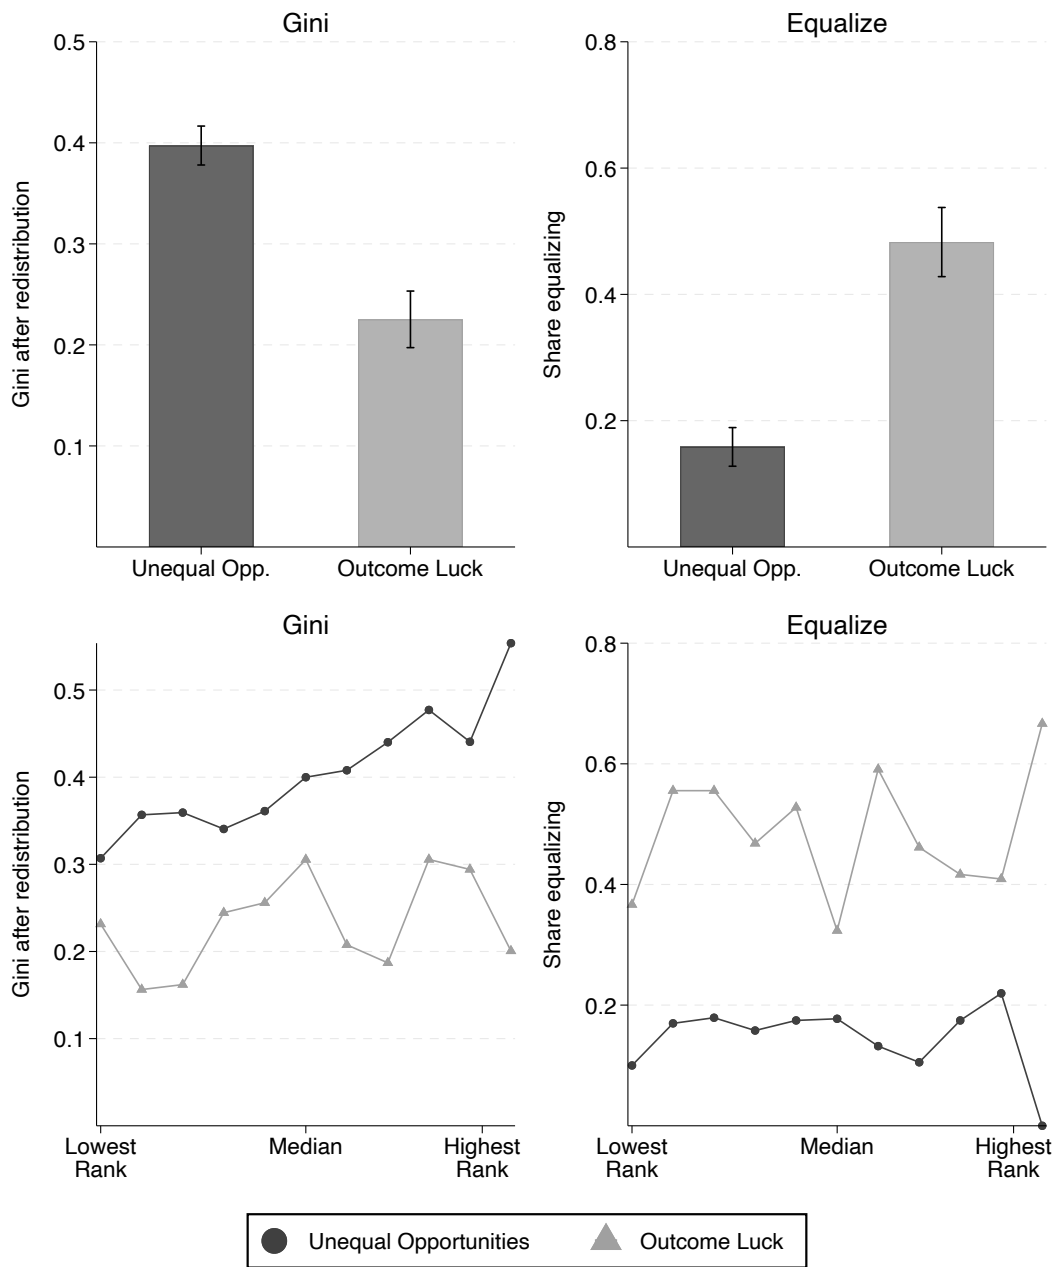 Gini
Gini after redistribution
0.5
0.4
0.3
0.2
0.1
Unequal Opp.
Outcome Luck
Equalize
Share equalizing
0.8
0.6
0.4
0.2
Unequal Opp.
Outcome Luck
Gini
Gini after redistribution
0.5
0.4
0.3
0.2
0.1
Lowest
Rank
Median
Highest
Rank
Equalize
Share equalizing
0.8
0.6
0.4
0.2
Lowest
Rank
Median
Highest
Rank
Unequal Opportunities
Outcome Luck